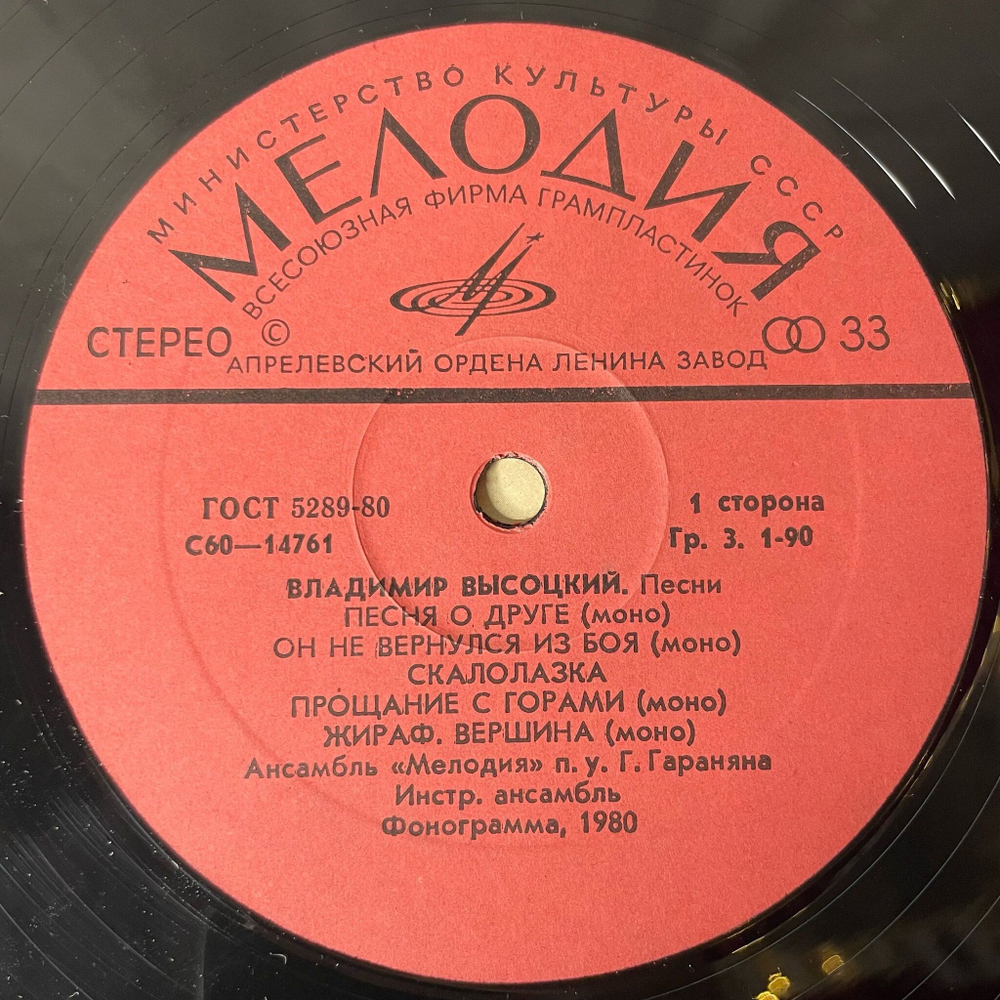 МИНИСТЕРСТВО КУЛЬТУРЫ СССР
МЕЛОДИЯ
ВСЕСОЮЗНАЯ ФИРМА ГРАМПЛАСТИНОК
СТЕРЕО © 33
АПРЕЛЕВСКИЙ ОРДЕНА ЛЕНИНА ЗАВОД
ГОСТ 5289-80 1 сторона
С60—14761 Гр. 3. 1-90
ВЛАДИМИР ВЫСОЦКИЙ. Песни
ПЕСНЯ О ДРУГЕ (моно)
ОН НЕ ВЕРНУЛСЯ ИЗ БОЯ (моно)
СКАЛОЛАЗКА
ПРОЩАНИЕ С ГОРАМИ (моно)
ЖИРАФ. ВЕРШИНА (моно)
Ансамбль «Мелодия» п. у. Г. Гараняна
Инстр. ансамбль
Фонограмма, 1980